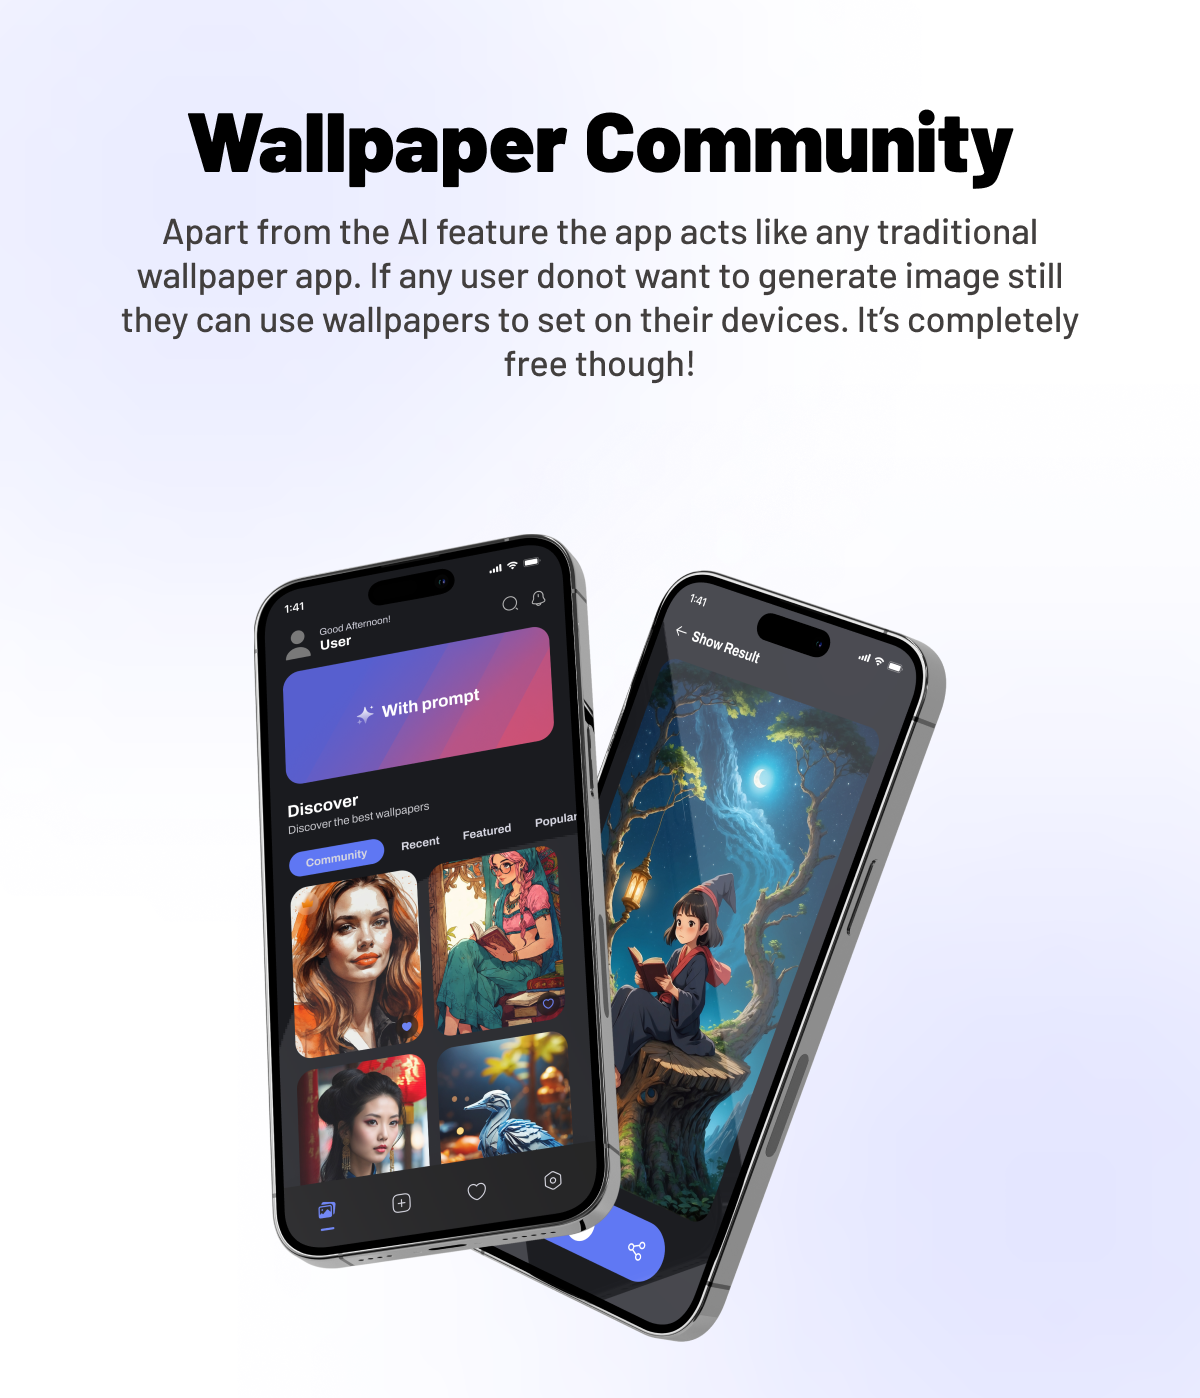 Wallpaper Community
Apart from the AI feature the app acts like any traditional
wallpaper app. If any user donot want to generate image still
they can use wallpapers to set on their devices. It’s completely
free though!
1:41
Good Afternoon!
User
With prompt
Discover
Discover the best wallpapers
Community Recent Featured Popular
1:41
Show Result